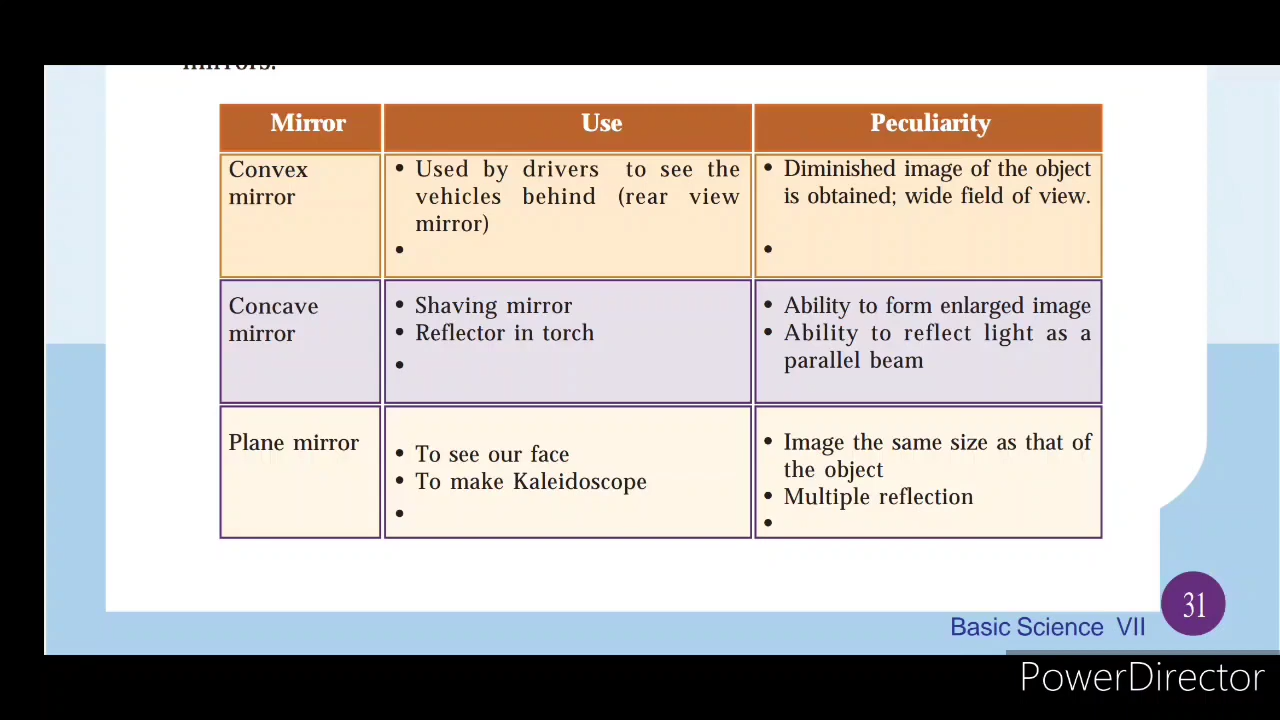 mirrors.
Mirror
Use
Peculiarity
Convex
mirror
• Used by drivers to see the
vehicles behind (rear view
mirror)
•
• Diminished image of the object
is obtained; wide field of view.
•
Concave
mirror
• Shaving mirror
• Reflector in torch
•
• Ability to form enlarged image
• Ability to reflect light as a
parallel beam
Plane mirror
• To see our face
• To make Kaleidoscope
•
• Image the same size as that of
the object
• Multiple reflection
•
31
Basic Science VII
PowerDirector